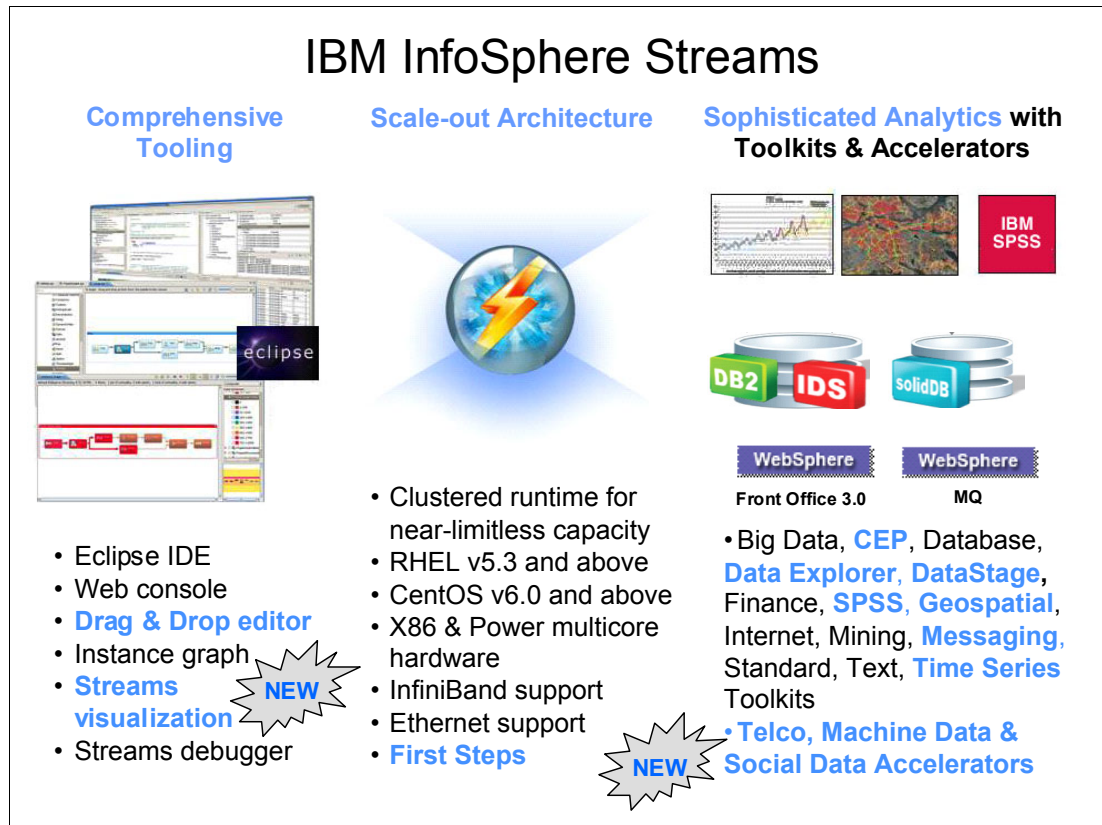 IBM InfoSphere Streams
Comprehensive
Tooling
eclipse
• Eclipse IDE
• Web console
• Drag & Drop editor
• Instance graph
• Streams
visualization
• Streams debugger
NEW
Scale-out Architecture
• Clustered runtime for
near-limitless capacity
• RHEL v5.3 and above
• CentOS v6.0 and above
• X86 & Power multicore
hardware
• InfiniBand support
• Ethernet support
• First Steps
NEW
Sophisticated Analytics with
Toolkits & Accelerators
IBM
SPSS
DB2
IDS
solidDB
WebSphere
Front Office 3.0
WebSphere
MQ
•Big Data, CEP, Database,
Data Explorer, DataStage,
Finance, SPSS, Geospatial,
Internet, Mining, Messaging,
Standard, Text, Time Series
Toolkits
•Telco, Machine Data &
Social Data Accelerators